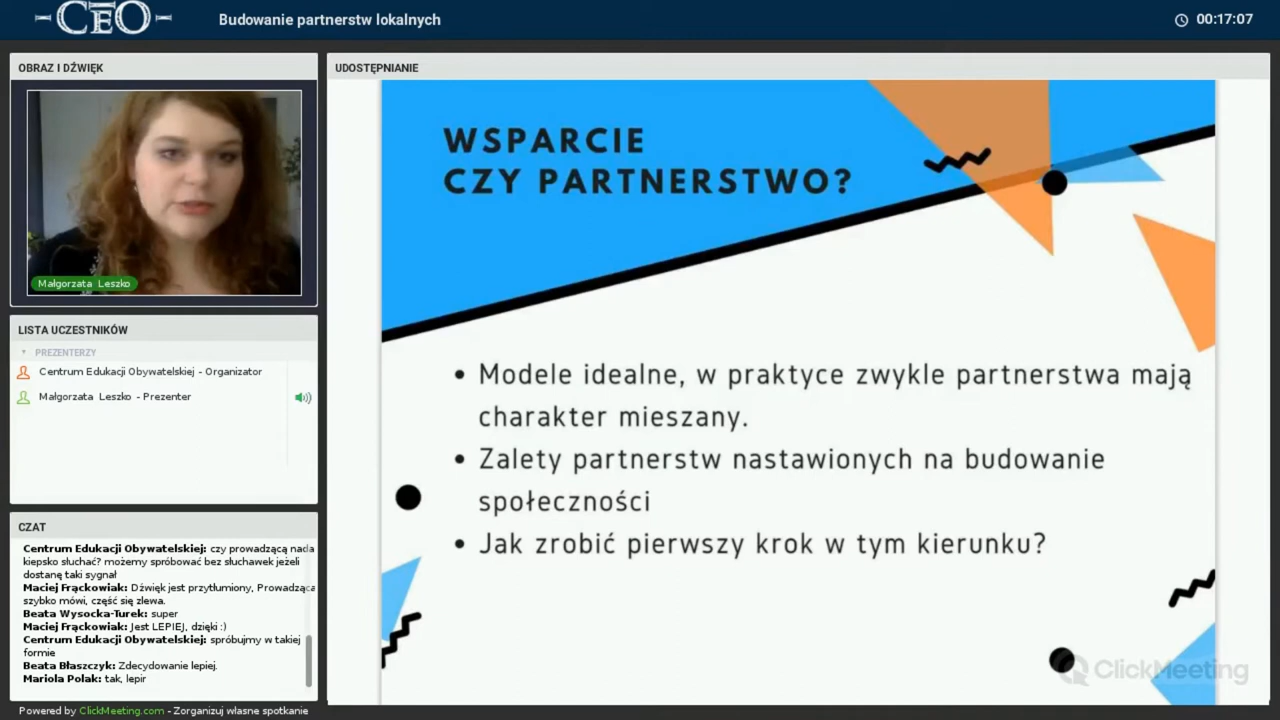 CEO
Budowanie partnerstw lokalnych
00:17:07
OBRAZ I DŹWIĘK
Małgorzata Leszko
LISTA UCZESTNIKÓW
PREZENTERZY
Centrum Edukacji Obywatelskiej - Organizator
Małgorzata Leszko - Prezenter
CZAT
Centrum Edukacji Obywatelskiej: czy prowadzącą nada
kiepsko słuchać? możemy spróbować bez słuchawek jeżeli
dostanę taki sygnał
Maciej Frąckowiak: Dźwięk jest przytłumiony, Prowadząca
szybko mówi, część się zlewa.
Beata Wysocka-Turek: super
Maciej Frąckowiak: Jest LEPIEJ, dzięki :)
Centrum Edukacji Obywatelskiej: spróbujmy w takiej
formie
Beata Błaszczyk: Zdecydowanie lepiej.
Mariola Polak: tak, lepir
Powered by ClickMeeting.com - Zorganizuj własne spotkanie
UDOSTĘPNIANIE
WSPARCIE
CZY PARTNERSTWO?
• Modele idealne, w praktyce zwykle partnerstwa mają
charakter mieszany.
• Zalety partnerstw nastawionych na budowanie
społeczności
• Jak zrobić pierwszy krok w tym kierunku?
ClickMeeting